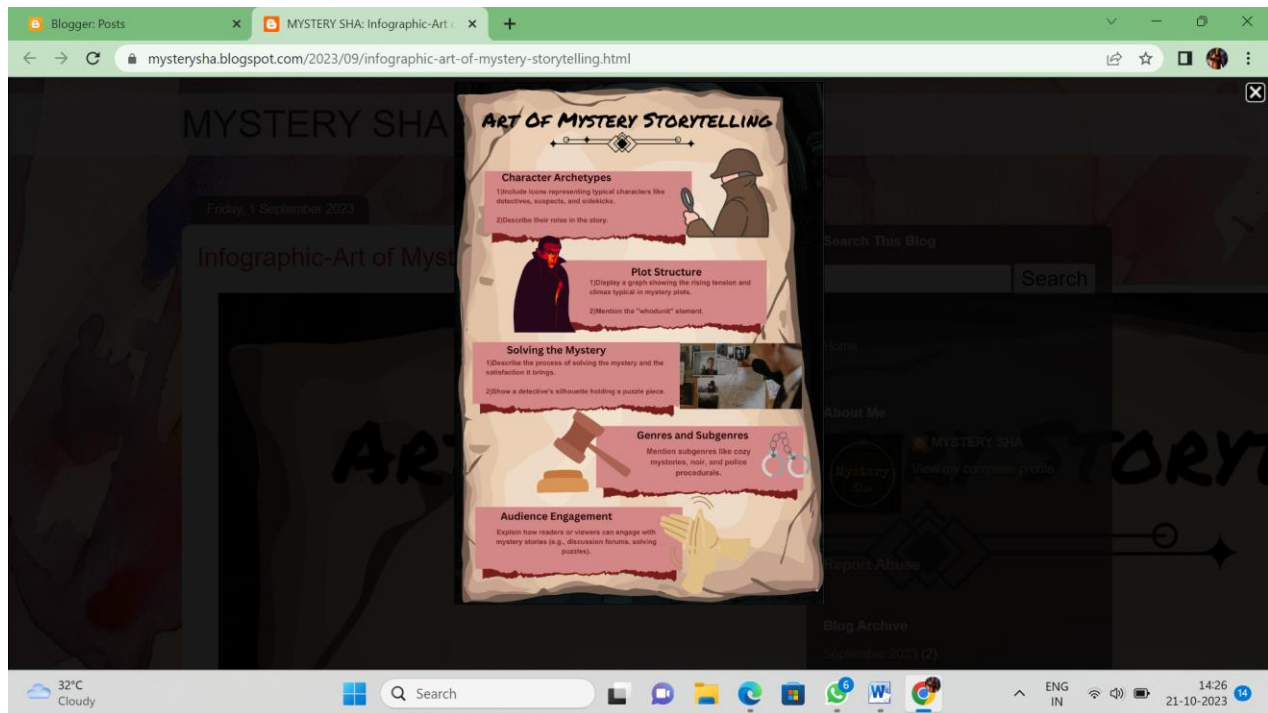 Blogger: Posts
MYSTERY SHA: Infographic-Art
mysterysha.blogspot.com/2023/09/infographic-art-of-mystery-storytelling.html
MYSTERY SHA
Friday, 1 September 2023
Infographic-Art of Myst
ART OF MYSTERY STORYTELLING
Character Archetypes
1)Include icons representing typical characters like
detectives, suspects, and sidekicks.
2)Describe their roise in the story.
Plot Structure
1)Display a graph showing the rising tension and
climax typical in mystery plots.
2)Mention the "whodunit" element.
Solving the Mystery
1)Describe the process of solving the mystery and the
satisfaction it brings.
2)Show a detective's silhouette holding a puzzle piece.
Genres and Subgenres
Mention subgenres like cozy
mysteries, noir, and police
procedurals.
Audience Engagement
Explain how readers or viewers can engage with
mystery stories (e.g., discussion forums, solving
puzzles).
AR
STORYT
Search This Blog
Search
Home
About Me
MYSTERY SHA
View my complete profile
Mystery
Sha
Report Abuse
Blog Archive
September 2023 (2)
32°C
Cloudy
Search
6
ENG
IN
14:26
21-10-2023
14